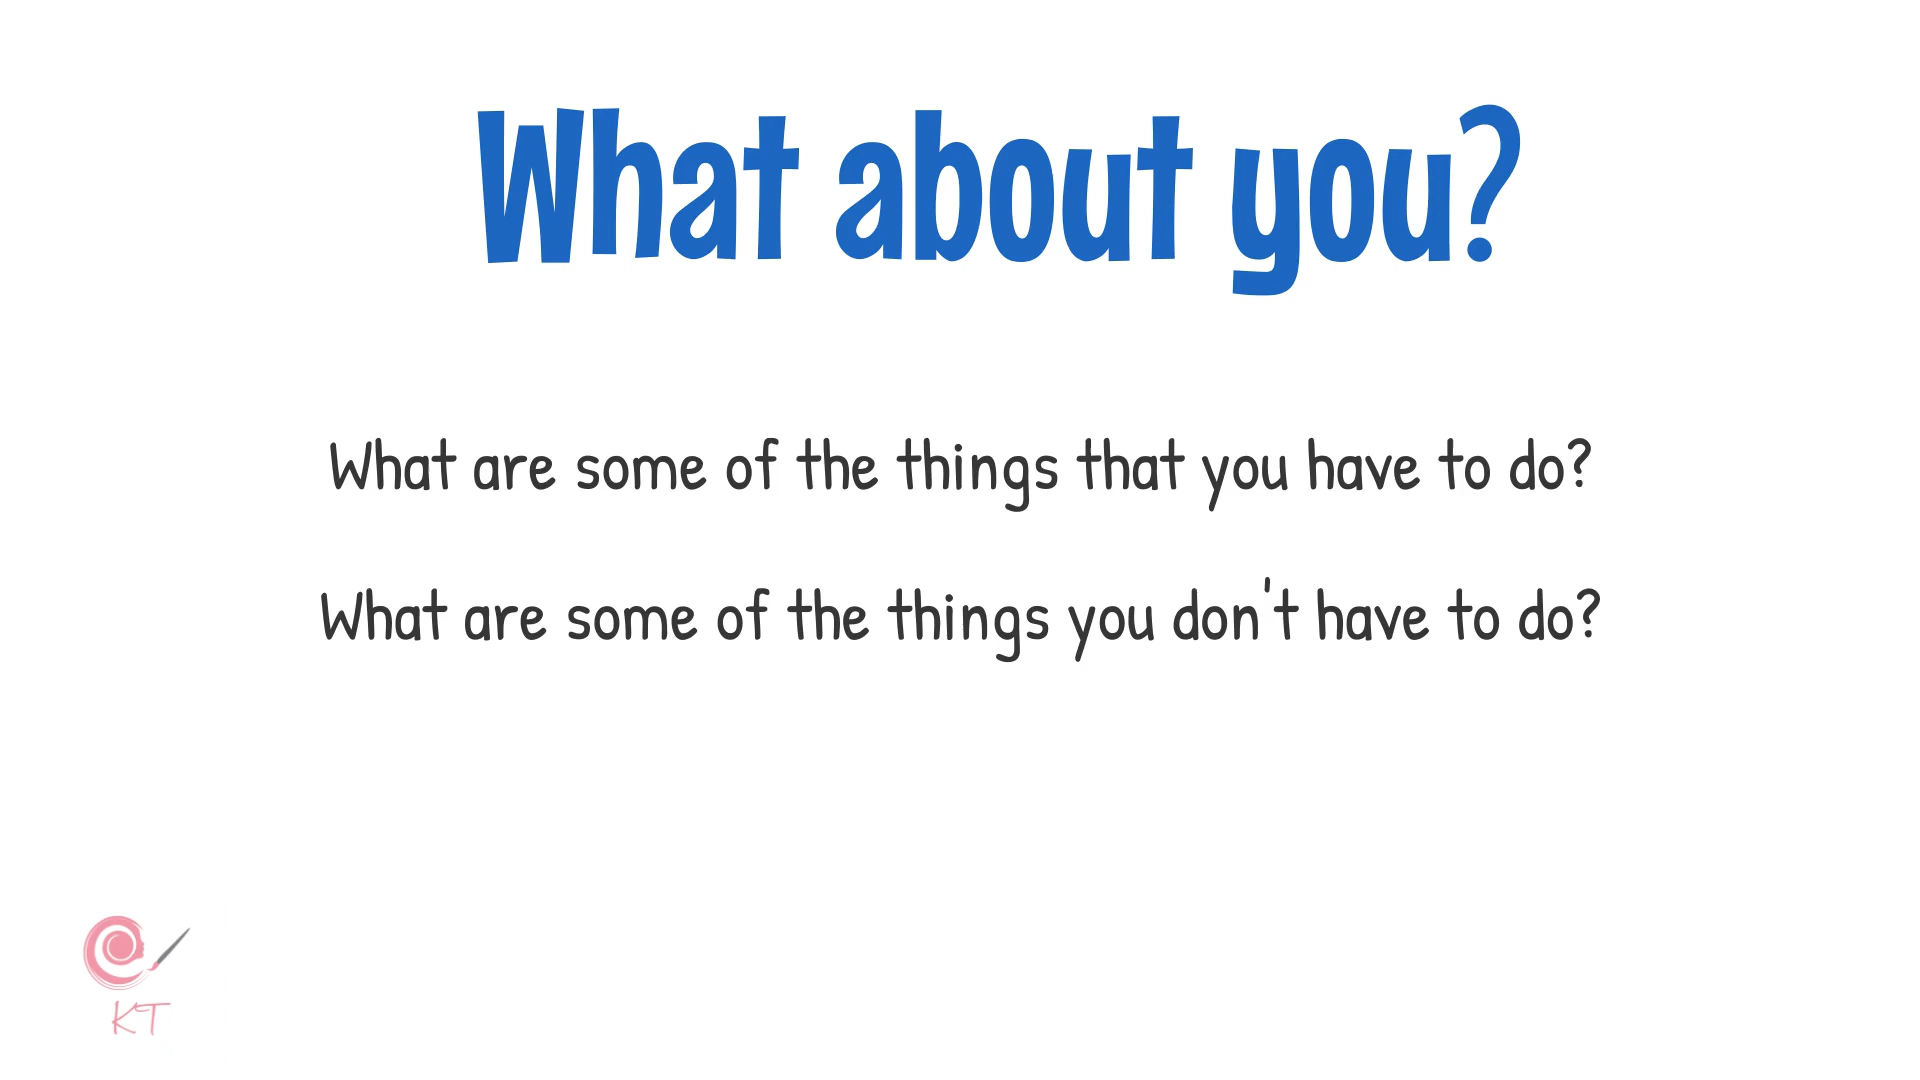 What about you?
What are some of the things that you have to do?
What are some of the things you don't have to do?
KT